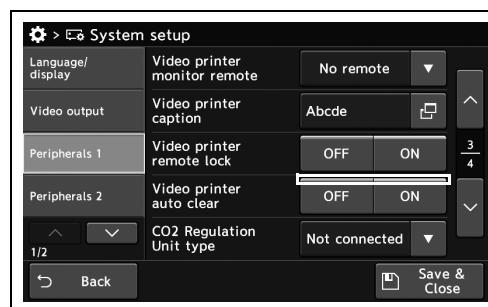 > System setup
Language/
display
Video printer
monitor remote
No remote
Video output
Video printer
caption
Abcde
Peripherals 1
Video printer
remote lock
OFF
ON
3
4
Peripherals 2
Video printer
auto clear
OFF
ON
1/2
CO2 Regulation
Unit type
Not connected
Back
Save &
Close